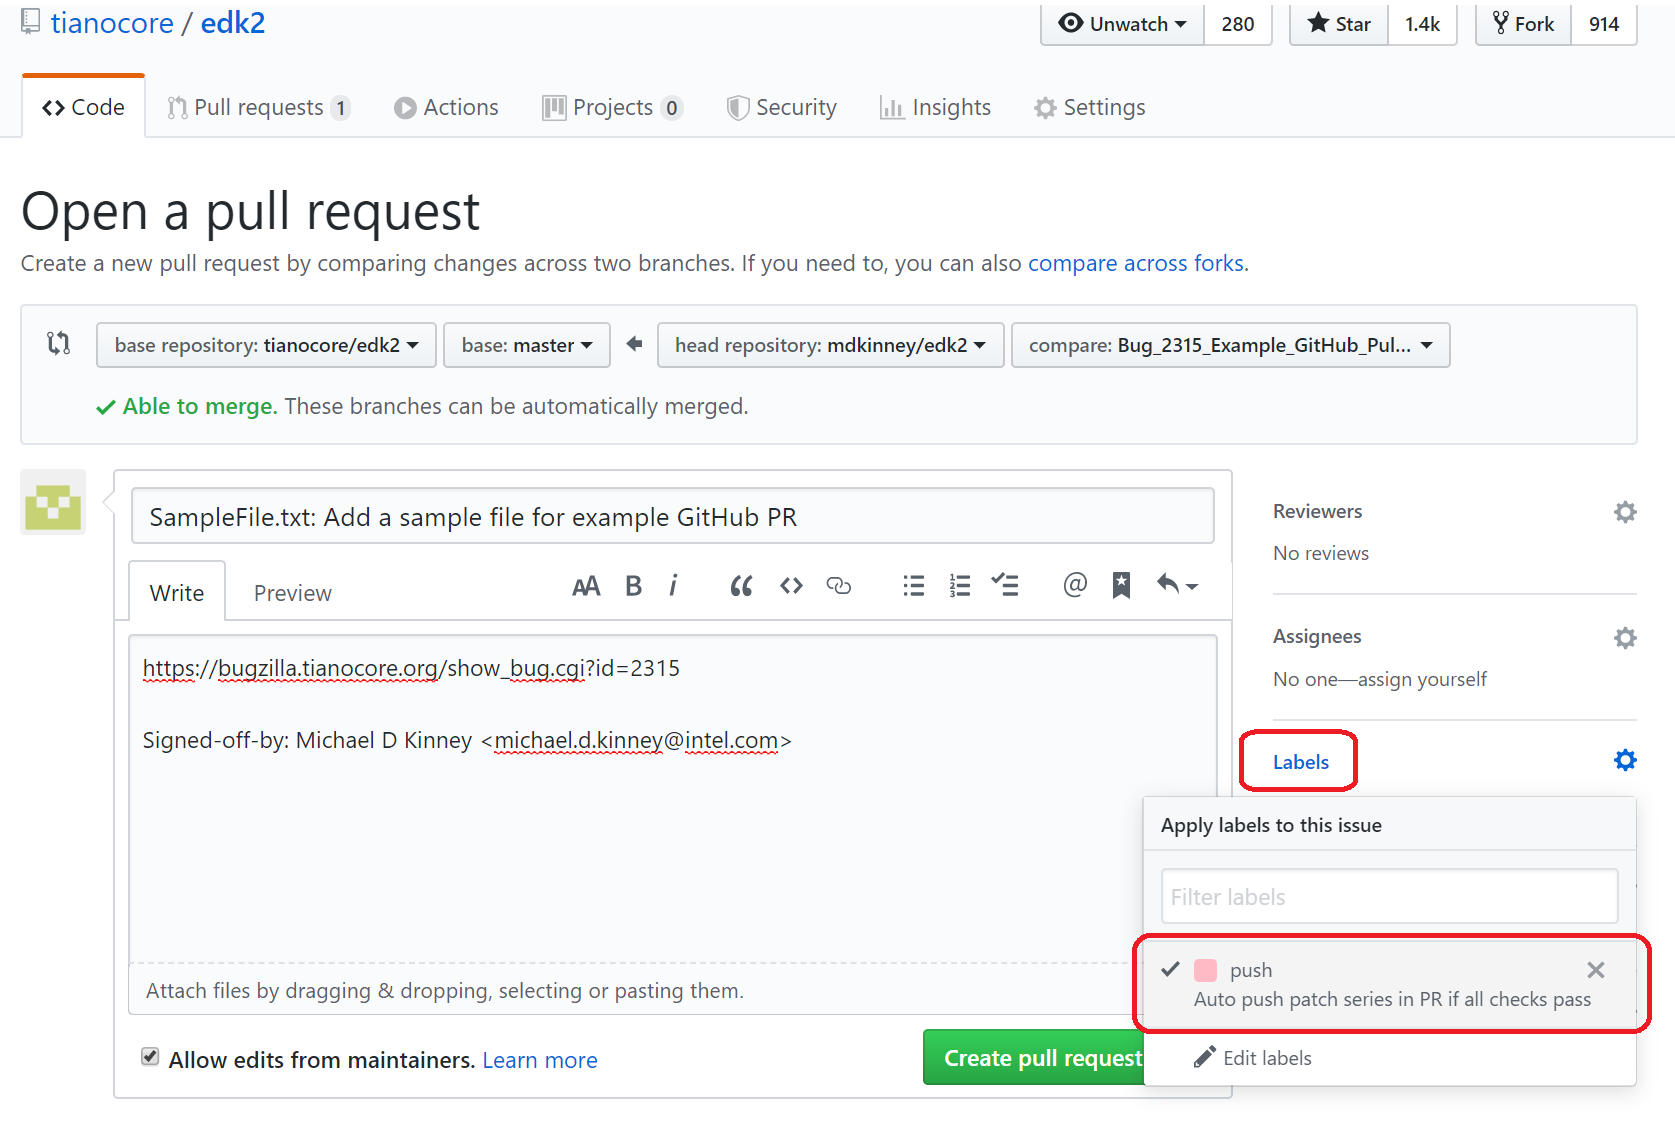 tianocore / edk2
Unwatch 280 Star 1.4k Fork 914
Code Pull requests 1 Actions Projects 0 Security Insights Settings
Open a pull request
Create a new pull request by comparing changes across two branches. If you need to, you can also compare across forks.
base repository: tianocore/edk2 base: master head repository: mdkinney/edk2 compare: Bug_2315_Example_GitHub_Pul...
Able to merge. These branches can be automatically merged.
SampleFile.txt: Add a sample file for example GitHub PR
Write Preview AA B i
https://bugzilla.tianocore.org/show_bug.cgi?id=2315
Signed-off-by: Michael D Kinney <michael.d.kinney@intel.com>
Attach files by dragging & dropping, selecting or pasting them.
Allow edits from maintainers. Learn more
Create pull request
Reviewers
No reviews
Assignees
No one—assign yourself
Labels
Apply labels to this issue
Filter labels
push
Auto push patch series in PR if all checks pass
Edit labels